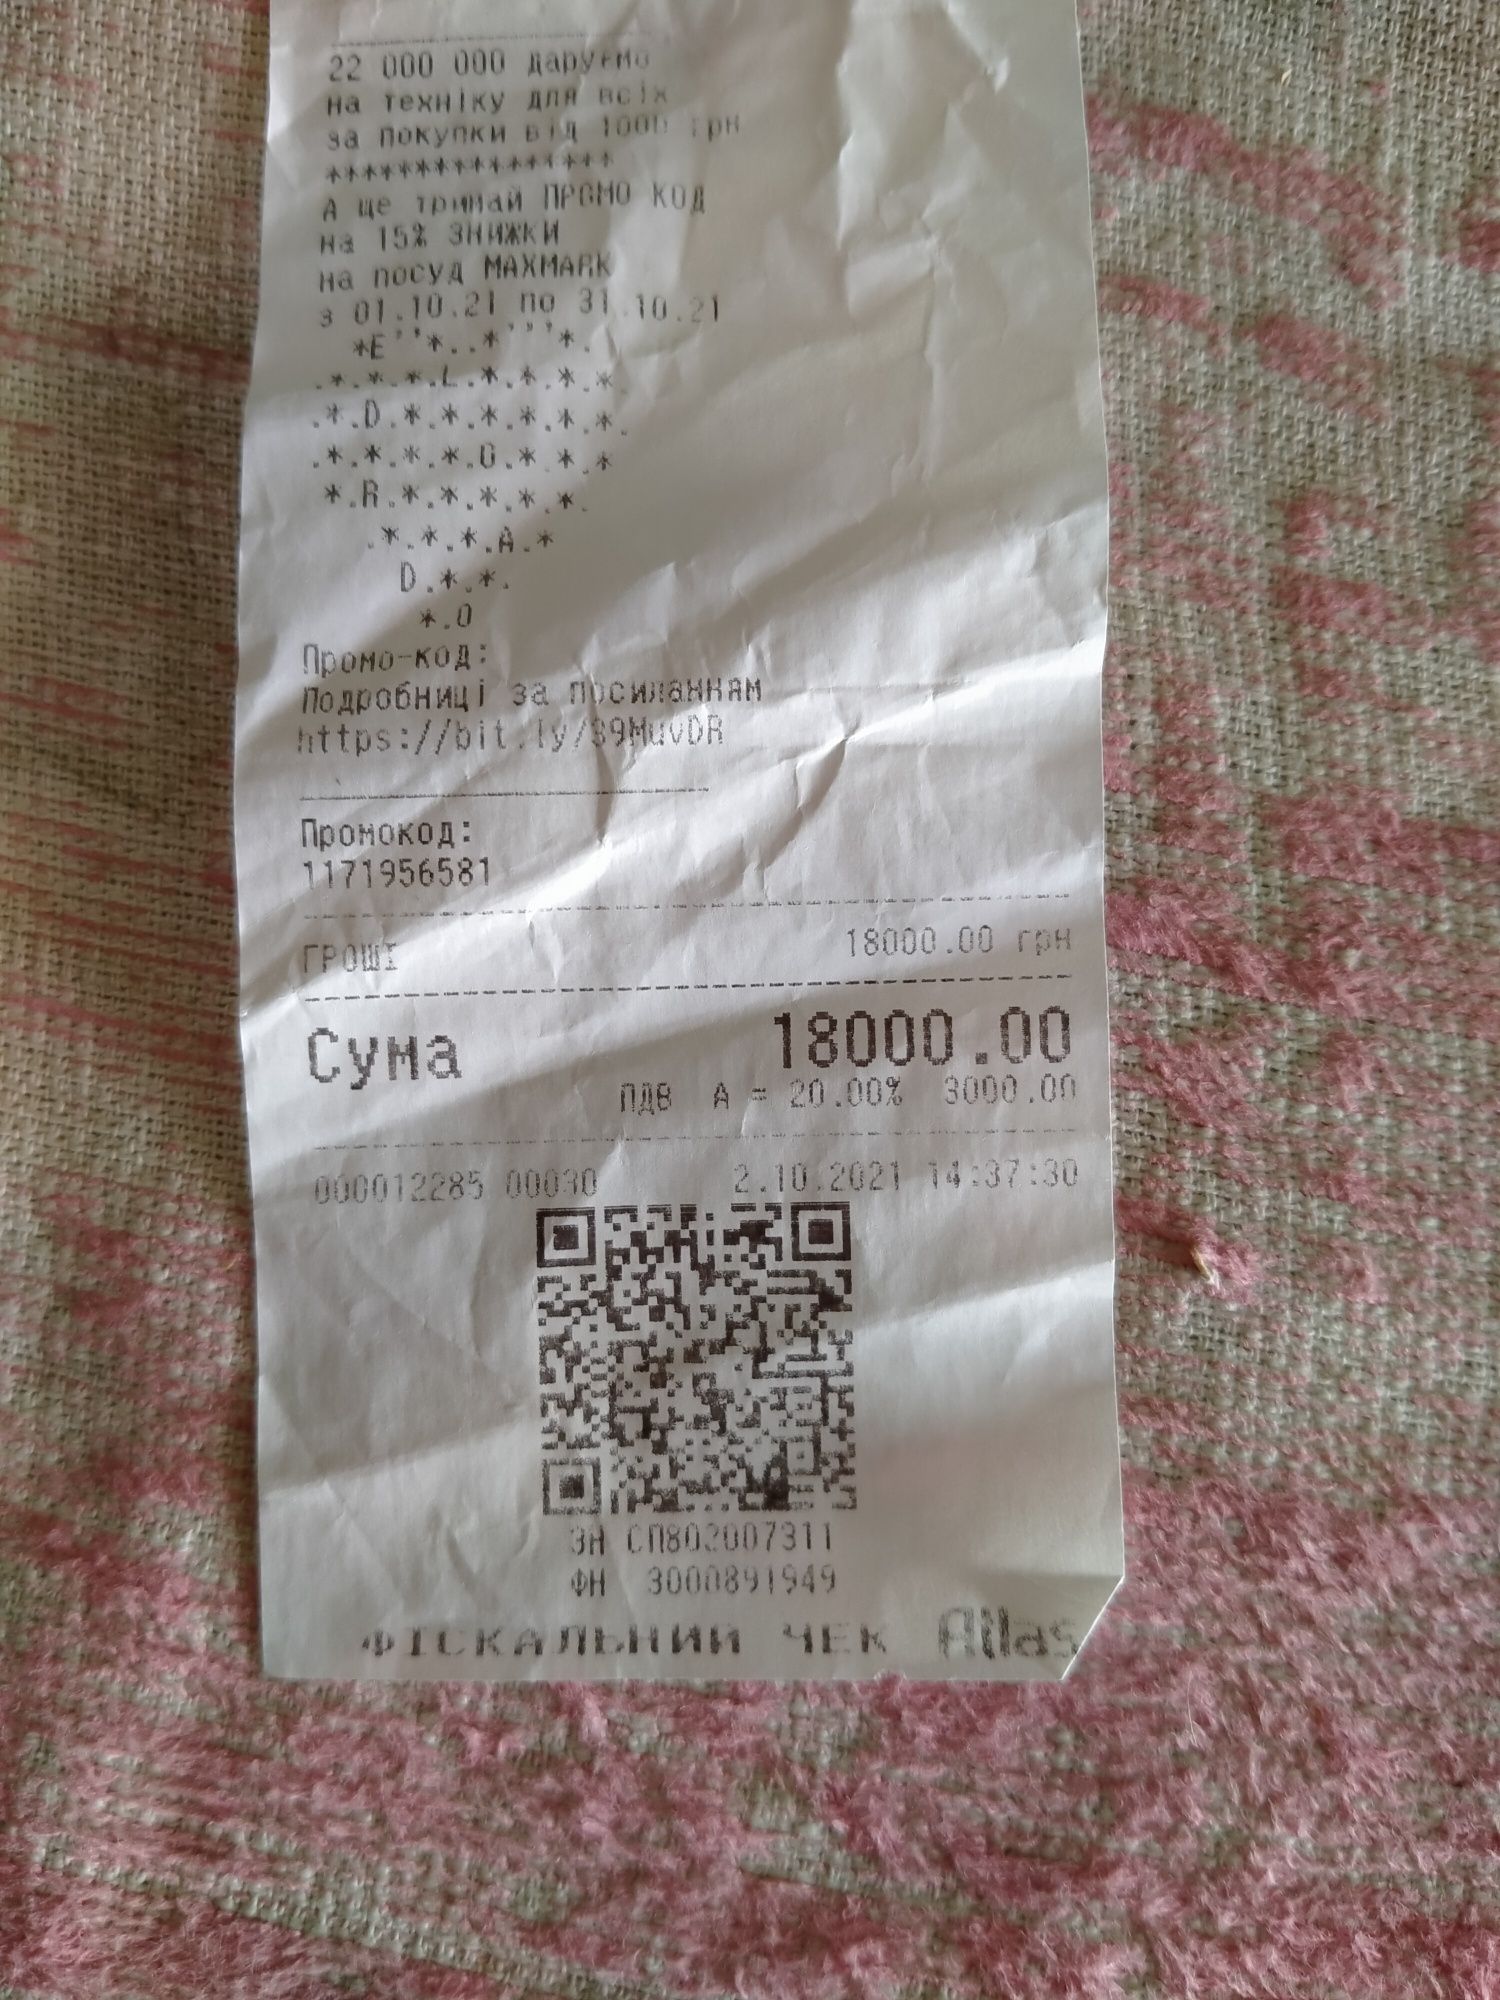 22 000 000 даруємо
на техніку для всіх
за покупки від 1000 грн
****************
А ще тримай ПРОМО КОД
на 15% ЗНИЖКИ
на посуд MAXMARK
з 01.10.21 по 31.10.21
*E''*..*'''*.
.*.*.*.L.*.*.*.*.
.*.D.*.*.*.*.*.*.
.*.*.*.*.O.*.*.*
*.R.*.*.*.*.*.
.*.*.*.A.*
D.*.*.
*.O
Промо-код:
Подробниці за посиланням
https://bit.ly/39MuvDR
Промокод:
1171956581
ГРОШІ 18000.00 грн
Сума 18000.00
ПДВ А = 20.00% 3000.00
000012285 00030 2.10.2021 14:37:30
ЗН СП802007311
ФН 3000891949
ФІСКАЛЬНИЙ ЧЕК Atlas